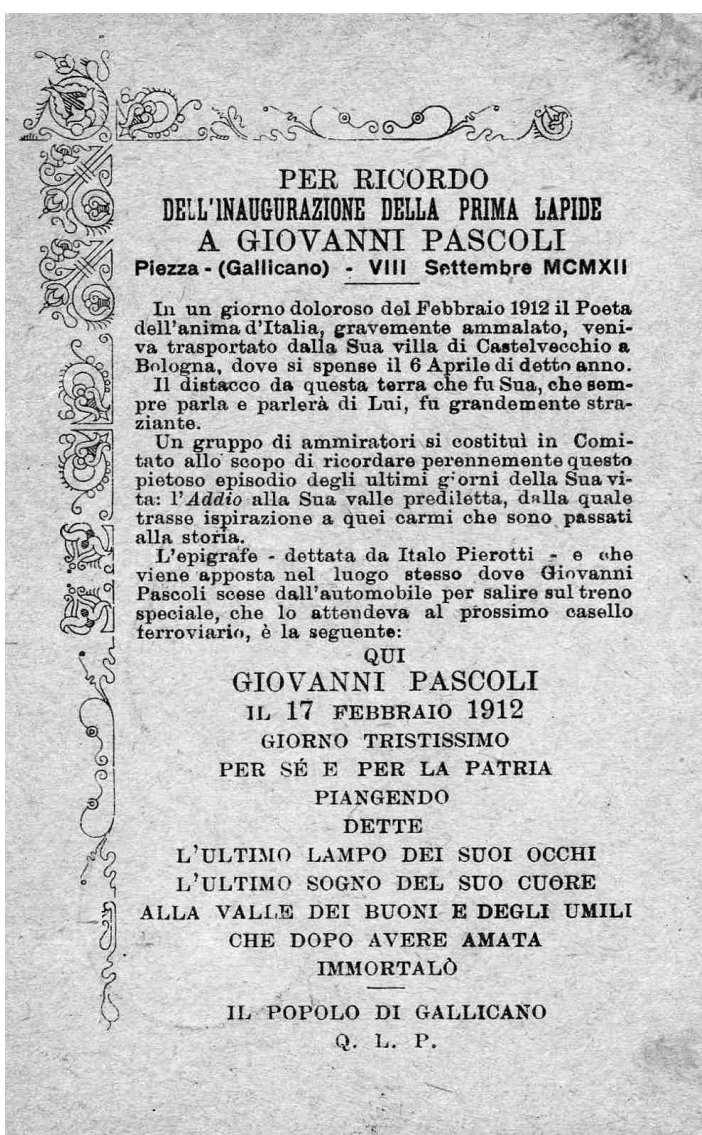 PER RICORDO
DELL'INAUGURAZIONE DELLA PRIMA LAPIDE
A GIOVANNI PASCOLI
Piezza - (Gallicano) - VIII Settembre MCMXII
In un giorno doloroso del Febbraio 1912 il Poeta
dell'anima d'Italia, gravemente ammalato, veni-
va trasportato dalla Sua villa di Castelvecchio a
Bologna, dove si spense il 6 Aprile di detto anno.
Il distacco da questa terra che fu Sua, che sem-
pre parla e parlerà di Lui, fu grandemente stra-
ziante.
Un gruppo di ammiratori si costituì in Comi-
tato allo scopo di ricordare perennemente questo
pietoso episodio degli ultimi giorni della Sua vi-
ta: l'Addio alla Sua valle prediletta, dalla quale
trasse ispirazione a quei carmi che sono passati
alla storia.
L'epigrafe - dettata da Italo Pierotti - e che
viene apposta nel luogo stesso dove Giovanni
Pascoli scese dall'automobile per salire sul treno
speciale, che lo attendeva al prossimo casello
ferroviario, è la seguente:
QUI
GIOVANNI PASCOLI
IL 17 FEBBRAIO 1912
GIORNO TRISTISSIMO
PER SÉ E PER LA PATRIA
PIANGENDO
DETTE
L'ULTIMO LAMPO DEI SUOI OCCHI
L'ULTIMO SOGNO DEL SUO CUORE
ALLA VALLE DEI BUONI E DEGLI UMILI
CHE DOPO AVERE AMATA
IMMORTALÒ
IL POPOLO DI GALLICANO
Q. L. P.